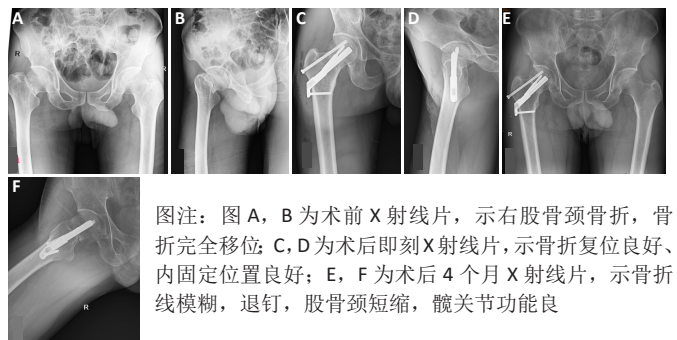 A
B
C
D
E
R
R
R
F
图注：图 A，B 为术前 X 射线片，示右股骨颈骨折，骨
折完全移位；C，D 为术后即刻 X 射线片，示骨折复位良好、
内固定位置良好；E，F 为术后 4 个月 X 射线片，示骨折
线模糊，退钉，股骨颈短缩，髋关节功能良
R